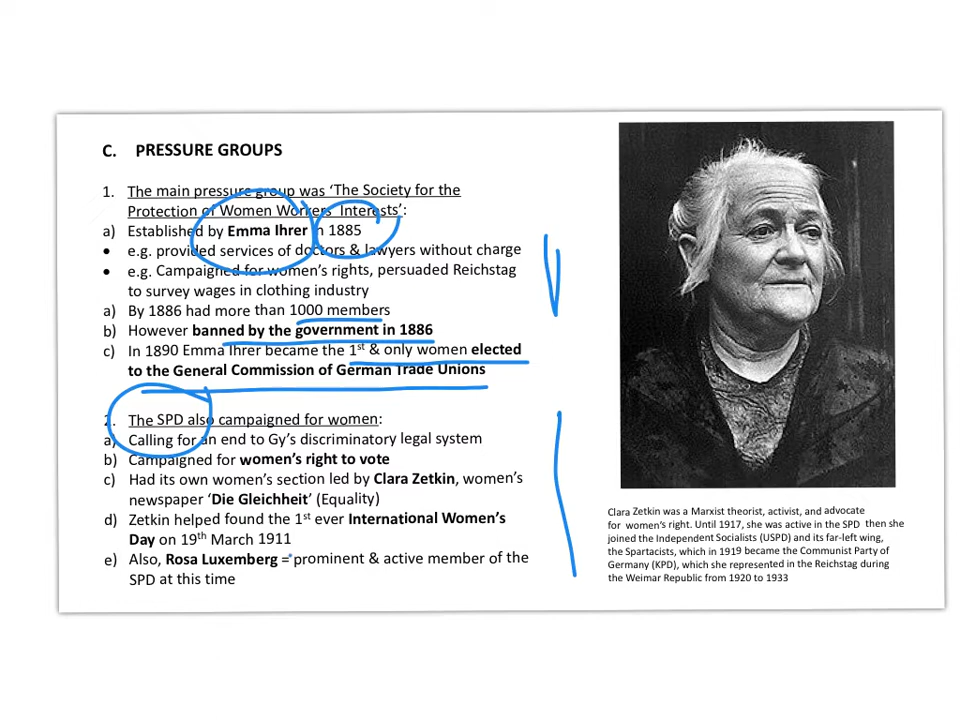 C. PRESSURE GROUPS
1. The main pressure group was ‘The Society for the
Protection of Women Workers’ Interests’:
a) Established by Emma Ihrer in 1885
• e.g. provided services of doctors & lawyers without charge
• e.g. Campaigned for women’s rights, persuaded Reichstag
to survey wages in clothing industry
a) By 1886 had more than 1000 members
b) However banned by the government in 1886
c) In 1890 Emma Ihrer became the 1st & only women elected
to the General Commission of German Trade Unions
2. The SPD also campaigned for women:
a) Calling for an end to Gy’s discriminatory legal system
b) Campaigned for women’s right to vote
c) Had its own women’s section led by Clara Zetkin, women’s
newspaper ‘Die Gleichheit’ (Equality)
d) Zetkin helped found the 1st ever International Women’s
Day on 19th March 1911
e) Also, Rosa Luxemberg = prominent & active member of the
SPD at this time
Clara Zetkin was a Marxist theorist, activist, and advocate
for women’s right. Until 1917, she was active in the SPD then she
joined the Independent Socialists (USPD) and its far-left wing,
the Spartacists, which in 1919 became the Communist Party of
Germany (KPD), which she represented in the Reichstag during
the Weimar Republic from 1920 to 1933